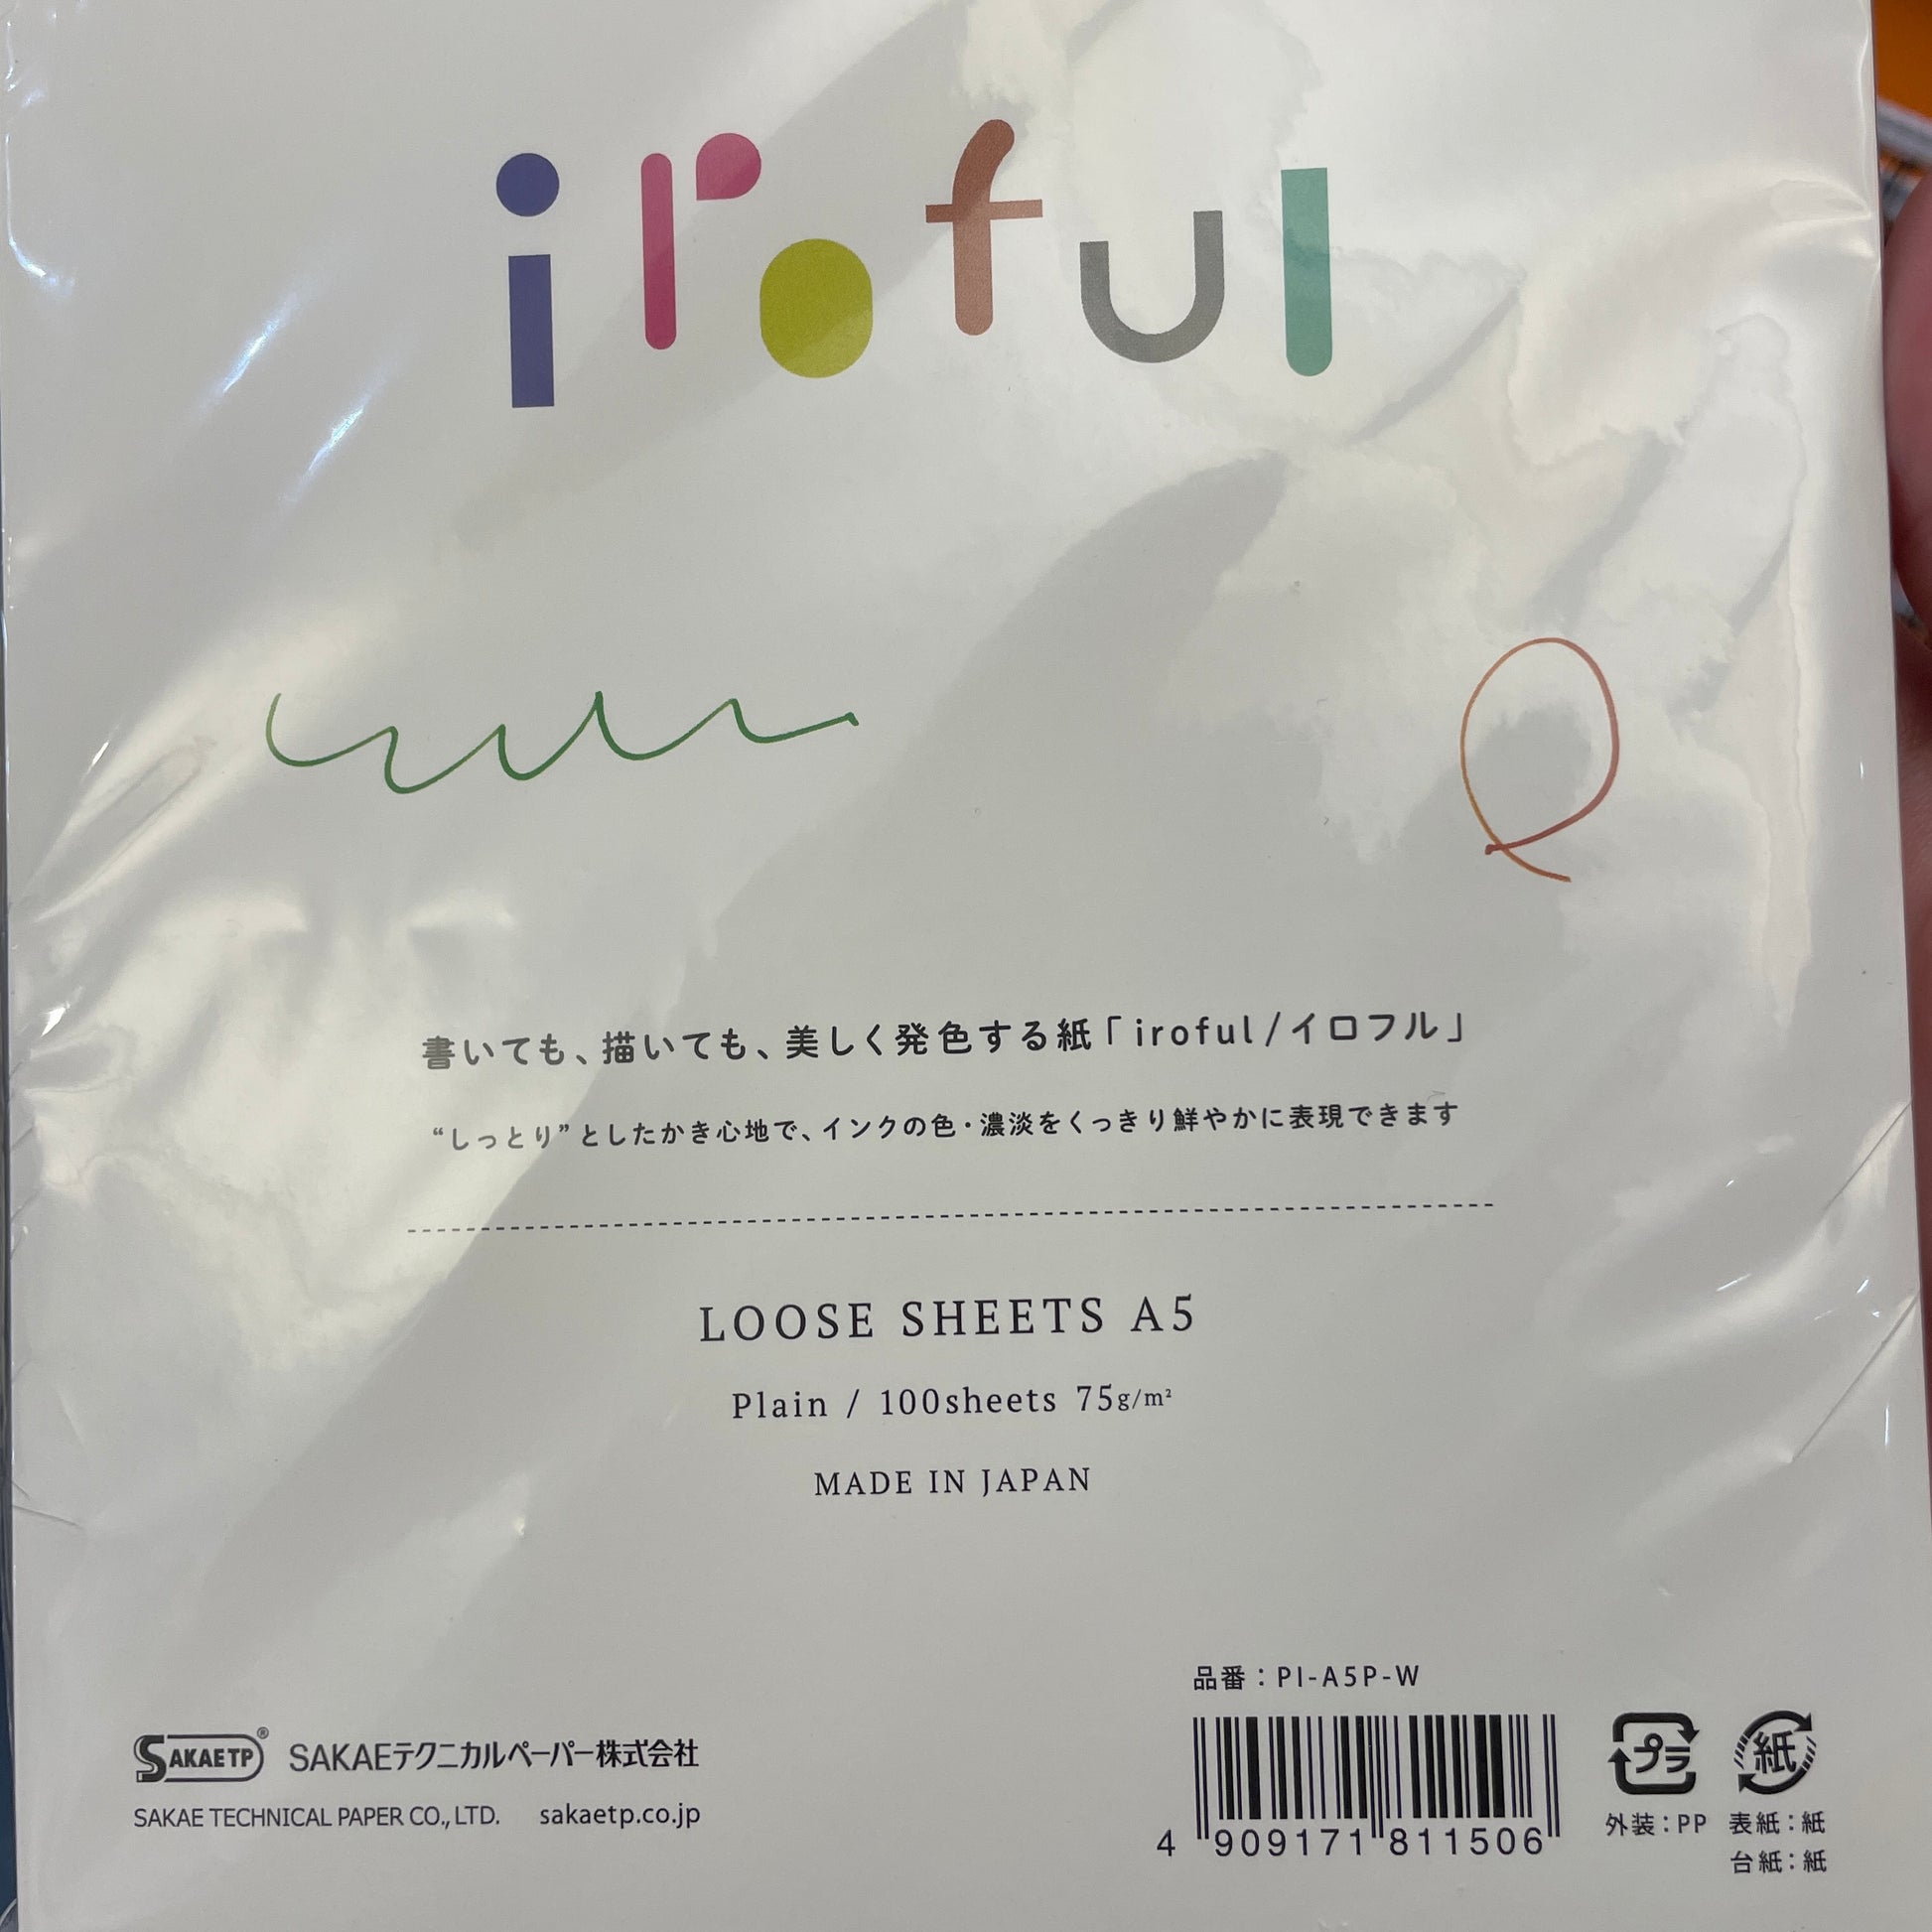 iroful
書いても、描いても、美しく発色する紙「iroful/イロフル」
“しっとり”としたかき心地で、インクの色・濃淡をくっきり鮮やかに表現できます
LOOSE SHEETS A5
Plain / 100sheets 75g/m²
MADE IN JAPAN
品番：PI-A5P-W
SAKAE TP® SAKAEテクニカルペーパー株式会社
SAKAE TECHNICAL PAPER CO., LTD. sakaetp.co.jp
4 909171 811506
プラ 紙
外装：PP 表紙：紙
台紙：紙